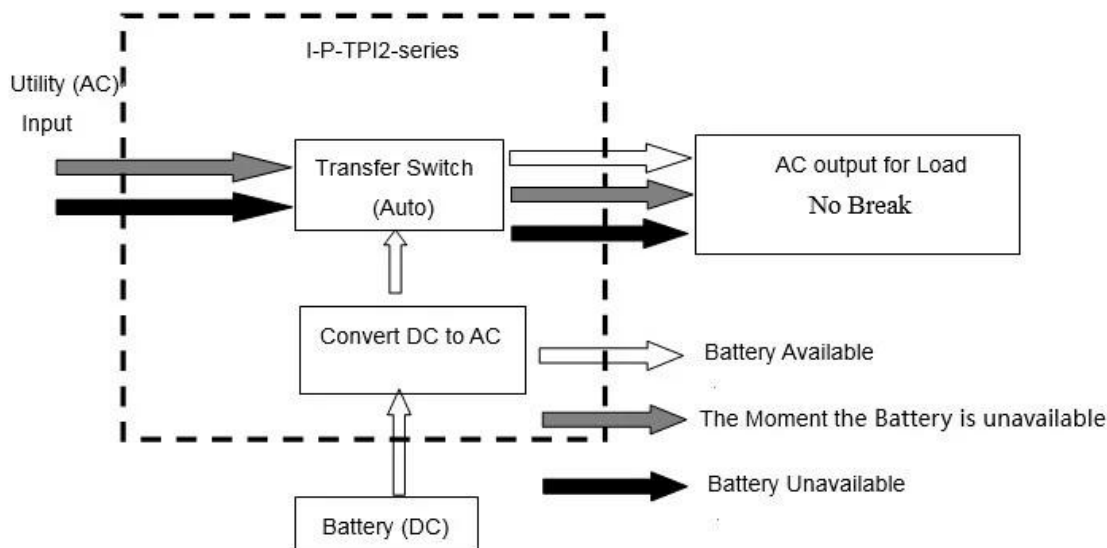 I-P-TPI2-series
Utility (AC)
Input
Transfer Switch
(Auto)
AC output for Load
No Break
Convert DC to AC
Battery Available
The Moment the Battery is unavailable
Battery Unavailable
Battery (DC)